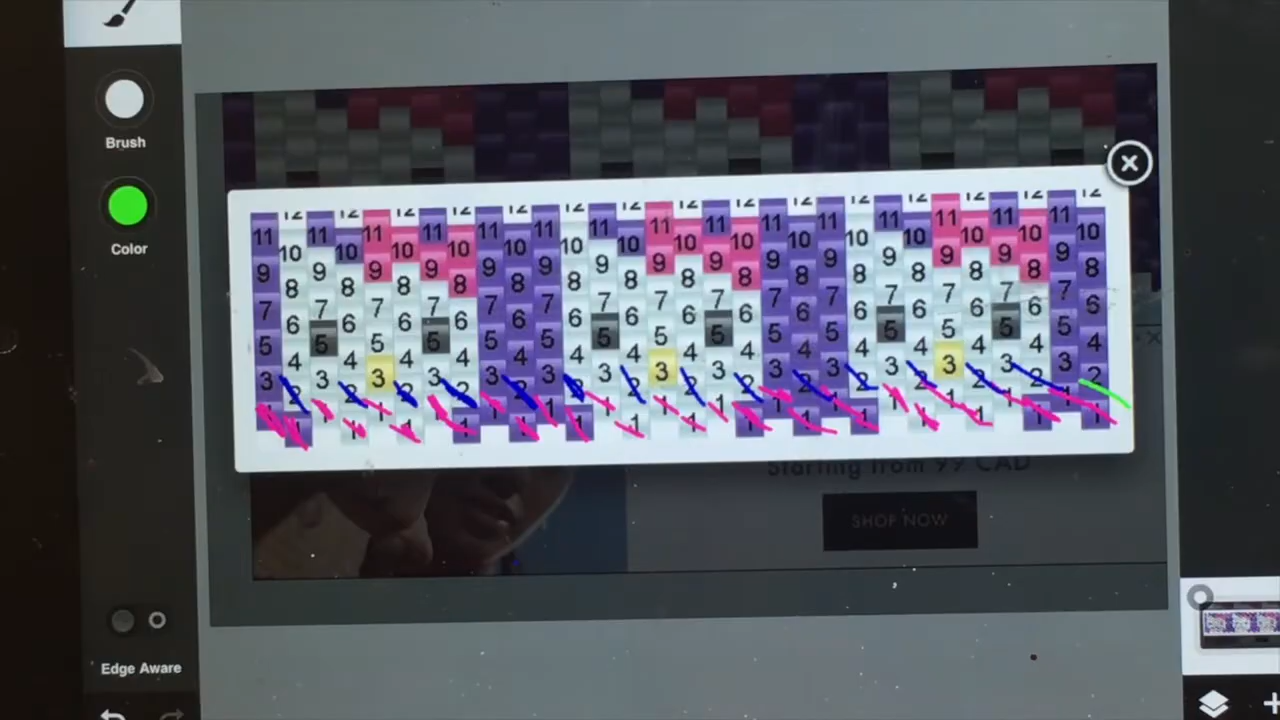 Brush
Color
12 12 12 12 12 12 12 12 12 12 12 12 12 12 12
11 11 11 11 11 11 11 11 11 11 11 11 11 11 11
10 10 10 10 10 10 10 10 10 10 10 10 10 10 10
9 9 9 9 9 9 9 9 9 9 9 9 9 9 9
8 8 8 8 8 8 8 8 8 8 8 8 8 8 8
7 7 7 7 7 7 7 7 7 7 7 7 7 7 7
6 6 6 6 6 6 6 6 6 6 6 6 6 6 6
5 5 5 5 5 5 5 5 5 5 5 5 5 5 5
4 4 4 4 4 4 4 4 4 4 4 4 4 4 4
3 3 3 3 3 3 3 3 3 3 3 3 3 3 3
2 2 2 2 2 2 2 2 2 2 2 2 2 2 2
1 1 1 1 1 1 1 1 1 1 1 1 1 1 1
Starting from 99 CAD
SHOP NOW
Edge Aware